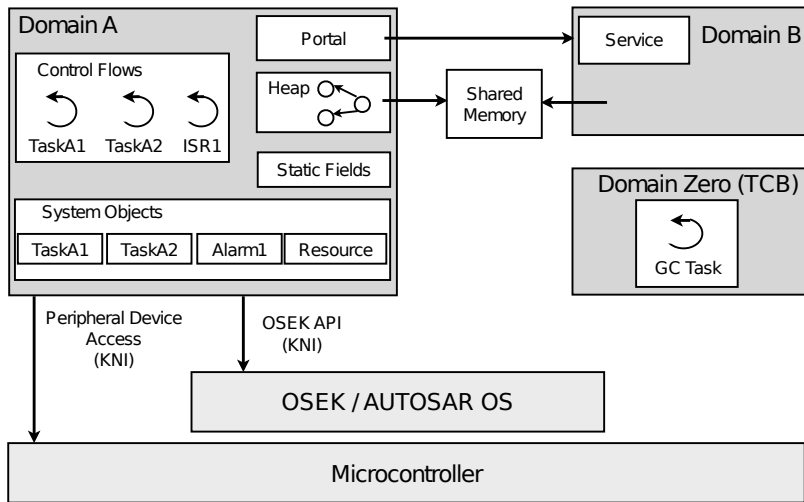 Domain A
Portal
Service
Domain B
Control Flows
TaskA1
TaskA2
ISR1
Heap
Shared
Memory
Static Fields
Domain Zero (TCB)
GC Task
System Objects
TaskA1
TaskA2
Alarm1
Resource
Peripheral Device
Access
(KNI)
OSEK API
(KNI)
OSEK / AUTOSAR OS
Microcontroller